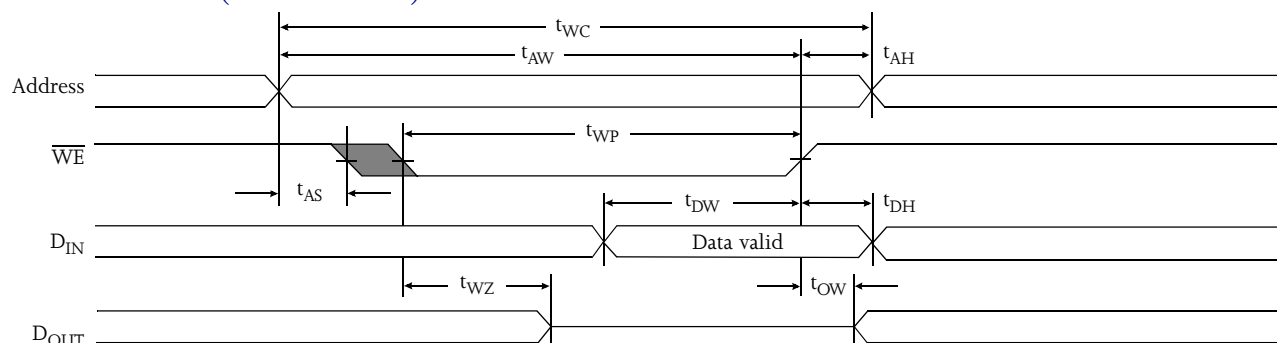 tWC
tAW
tAH
Address
tWP
WE
tAS
tDW
tDH
DIN
Data valid
tWZ
tOW
DOUT